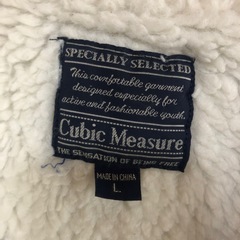 SPECIALLY SELECTED
This comfortable garment
designed especially for
active and fashionable youth.
Cubic Measure
THE SENSATION OF BEING FREE
MADE IN CHINA
L